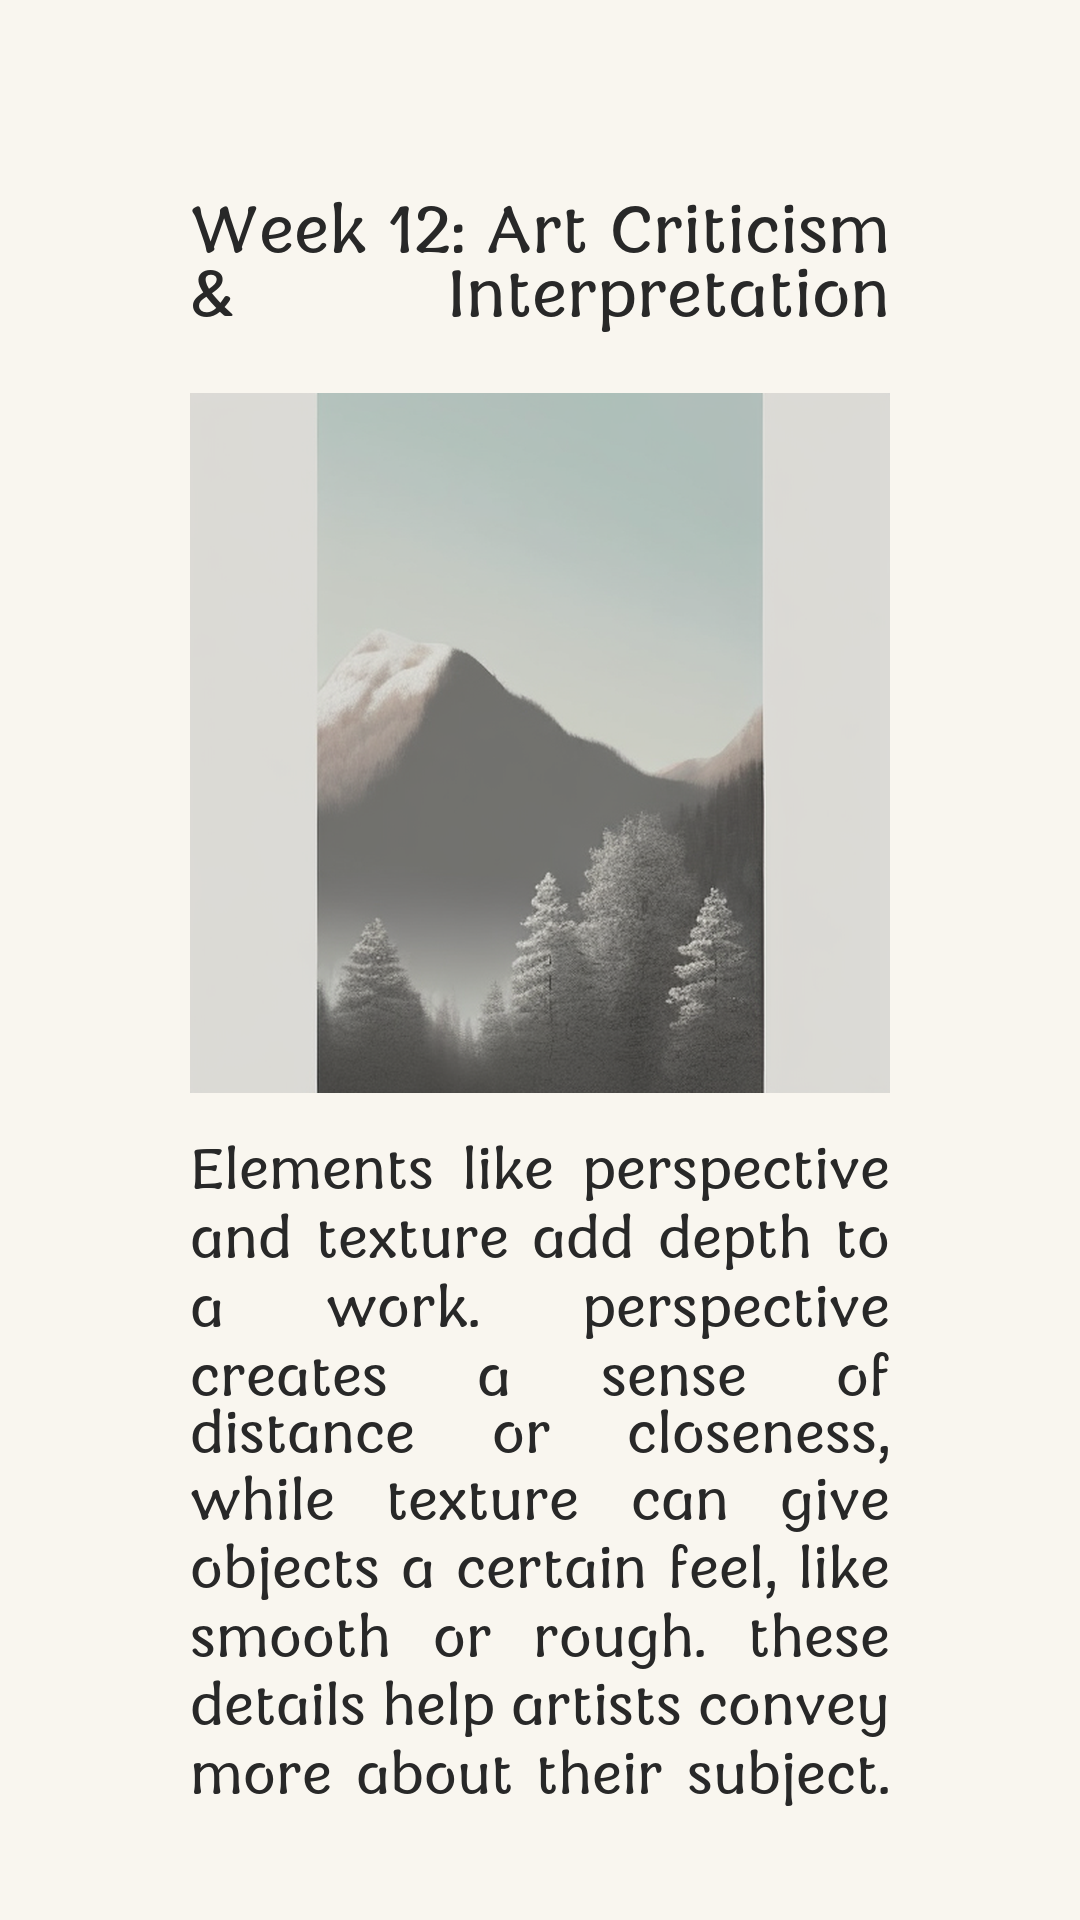 Week 12: Art Criticism
& Interpretation
Elements like perspective
and texture add depth to
a work. perspective
creates a sense of
distance or closeness,
while texture can give
objects a certain feel, like
smooth or rough. these
details help artists convey
more about their subject.